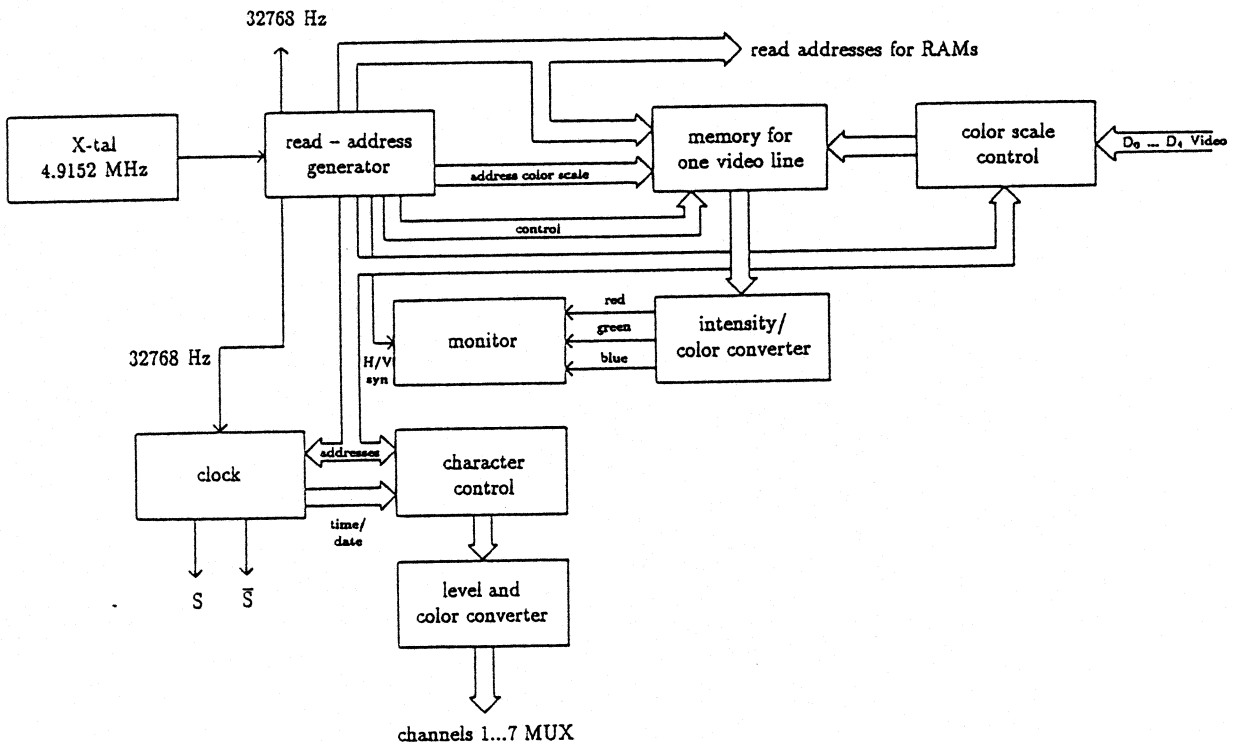 32768 Hz
read addresses for RAMs
X-tal
4.9152 MHz
read – address
generator
memory for
one video line
color scale
control
D₀ ... D₄ Video
address color scale
control
red
green
blue
monitor
intensity/
color converter
H/V
syn
32768 Hz
clock
addresses
character
control
time/
date
S
S̅
level and
color converter
channels 1...7 MUX